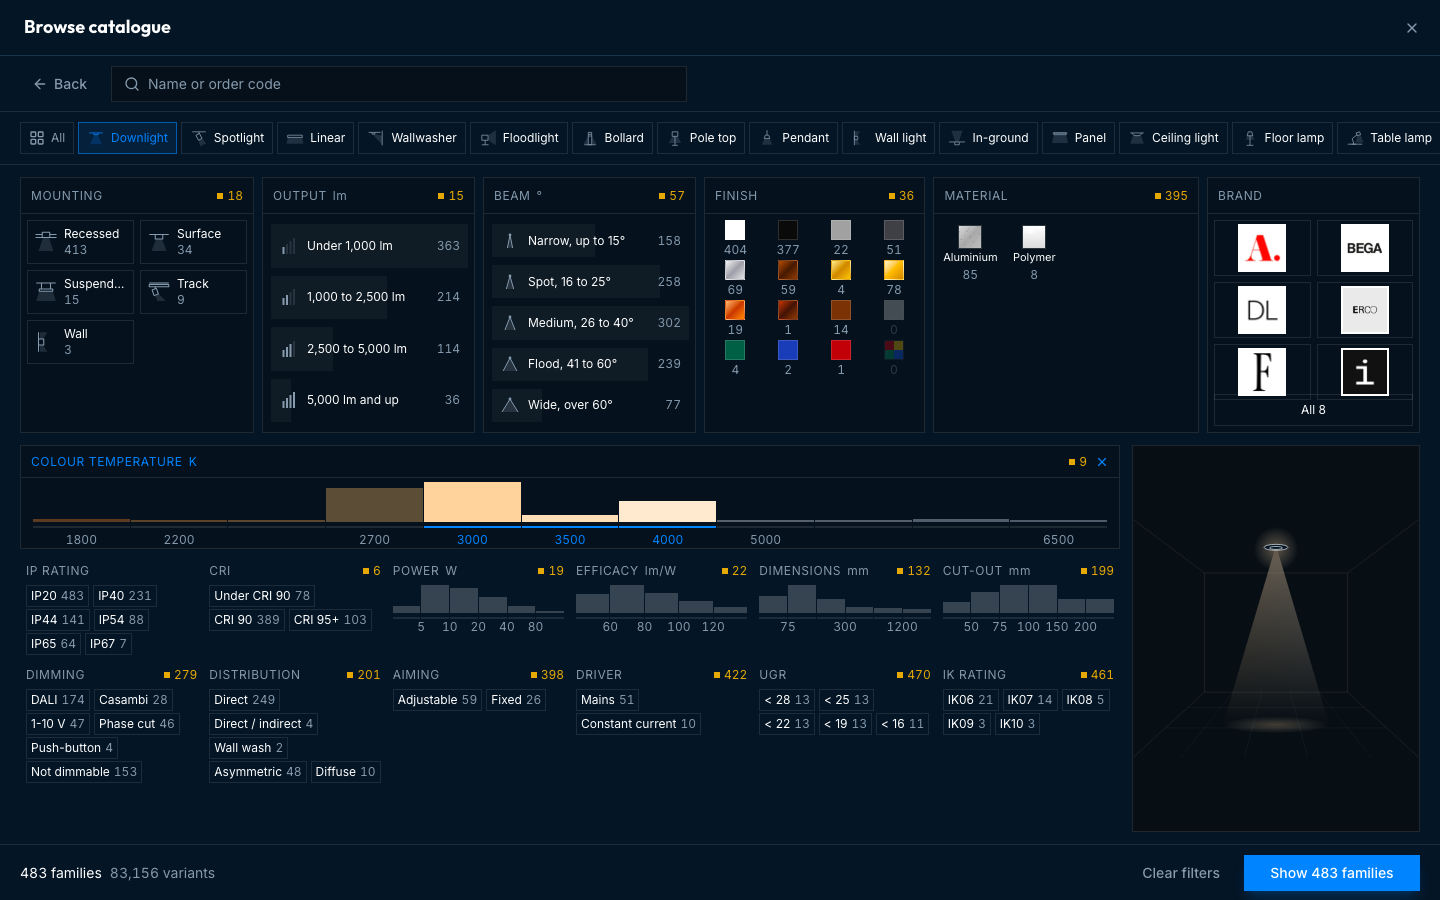 Browse catalogue
Back
Name or order code
All Downlight Spotlight Linear Wallwasher Floodlight Bollard Pole top Pendant Wall light In-ground Panel Ceiling light Floor lamp Table lamp
MOUNTING 18
Recessed 413
Surface 34
Suspend... 15
Track 9
Wall 3
OUTPUT lm 15
Under 1,000 lm 363
1,000 to 2,500 lm 214
2,500 to 5,000 lm 114
5,000 lm and up 36
BEAM ° 57
Narrow, up to 15° 158
Spot, 16 to 25° 258
Medium, 26 to 40° 302
Flood, 41 to 60° 239
Wide, over 60° 77
FINISH 36
404 377 22 51
69 59 4 78
19 1 14 0
4 2 1 0
MATERIAL 395
Aluminium 85
Polymer 8
BRAND
A. BEGA
DL ERCO
F i
All 8
COLOUR TEMPERATURE K 9
1800 2200 2700 3000 3500 4000 5000 6500
IP RATING
IP20 483 IP40 231
IP44 141 IP54 88
IP65 64 IP67 7
CRI 6
Under CRI 90 78
CRI 90 389 CRI 95+ 103
POWER W 19
5 10 20 40 80
EFFICACY lm/W 22
60 80 100 120
DIMENSIONS mm 132
75 300 1200
CUT-OUT mm 199
50 75 100 150 200
DIMMING 279
DALI 174 Casambi 28
1-10 V 47 Phase cut 46
Push-button 4
Not dimmable 153
DISTRIBUTION 201
Direct 249
Direct / indirect 4
Wall wash 2
Asymmetric 48 Diffuse 10
AIMING 398
Adjustable 59 Fixed 26
DRIVER 422
Mains 51
Constant current 10
UGR 470
< 28 13 < 25 13
< 22 13 < 19 13 < 16 11
IK RATING 461
IK06 21 IK07 14 IK08 5
IK09 3 IK10 3
483 families 83,156 variants
Clear filters
Show 483 families